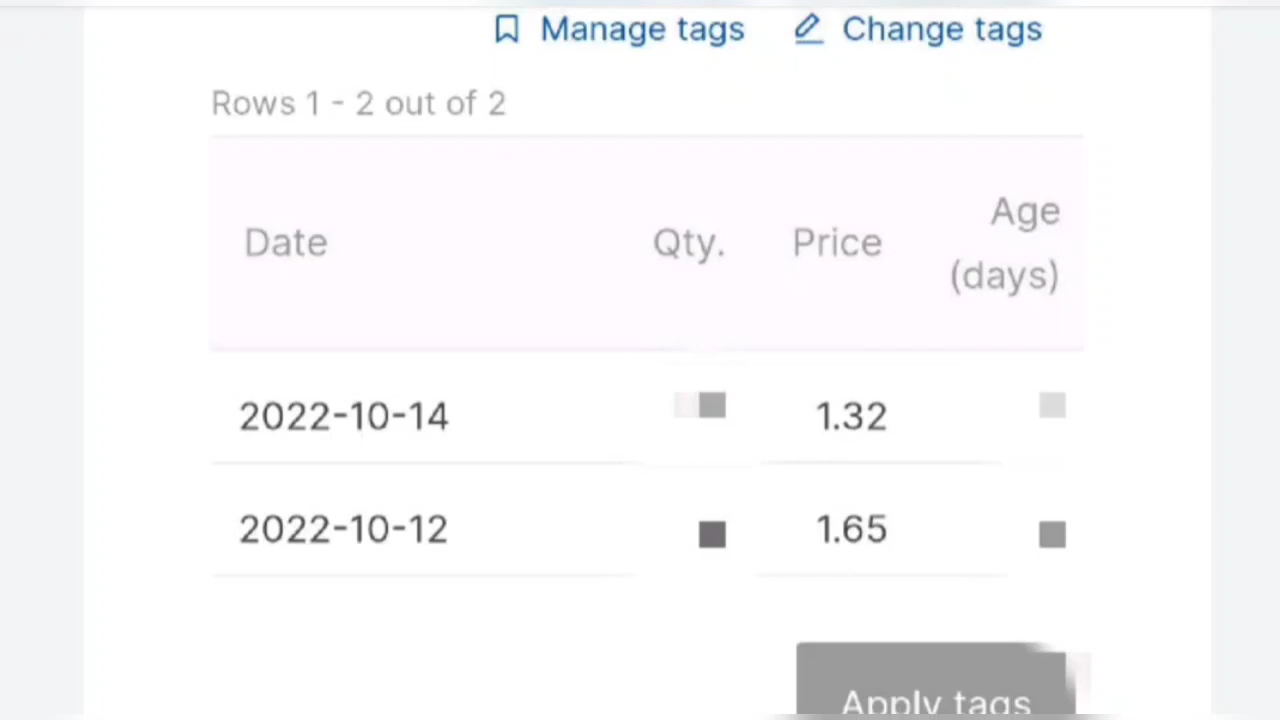 Manage tags Change tags
Rows 1 - 2 out of 2
Date Qty. Price Age (days)
2022-10-14 1.32
2022-10-12 1.65
Apply tags